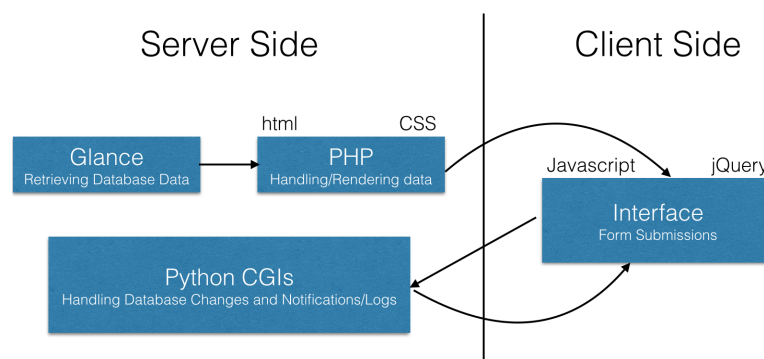 Server Side
Client Side
html
CSS
Glance
Retrieving Database Data
PHP
Handling/Rendering data
Javascript
jQuery
Interface
Form Submissions
Python CGIs
Handling Database Changes and Notifications/Logs